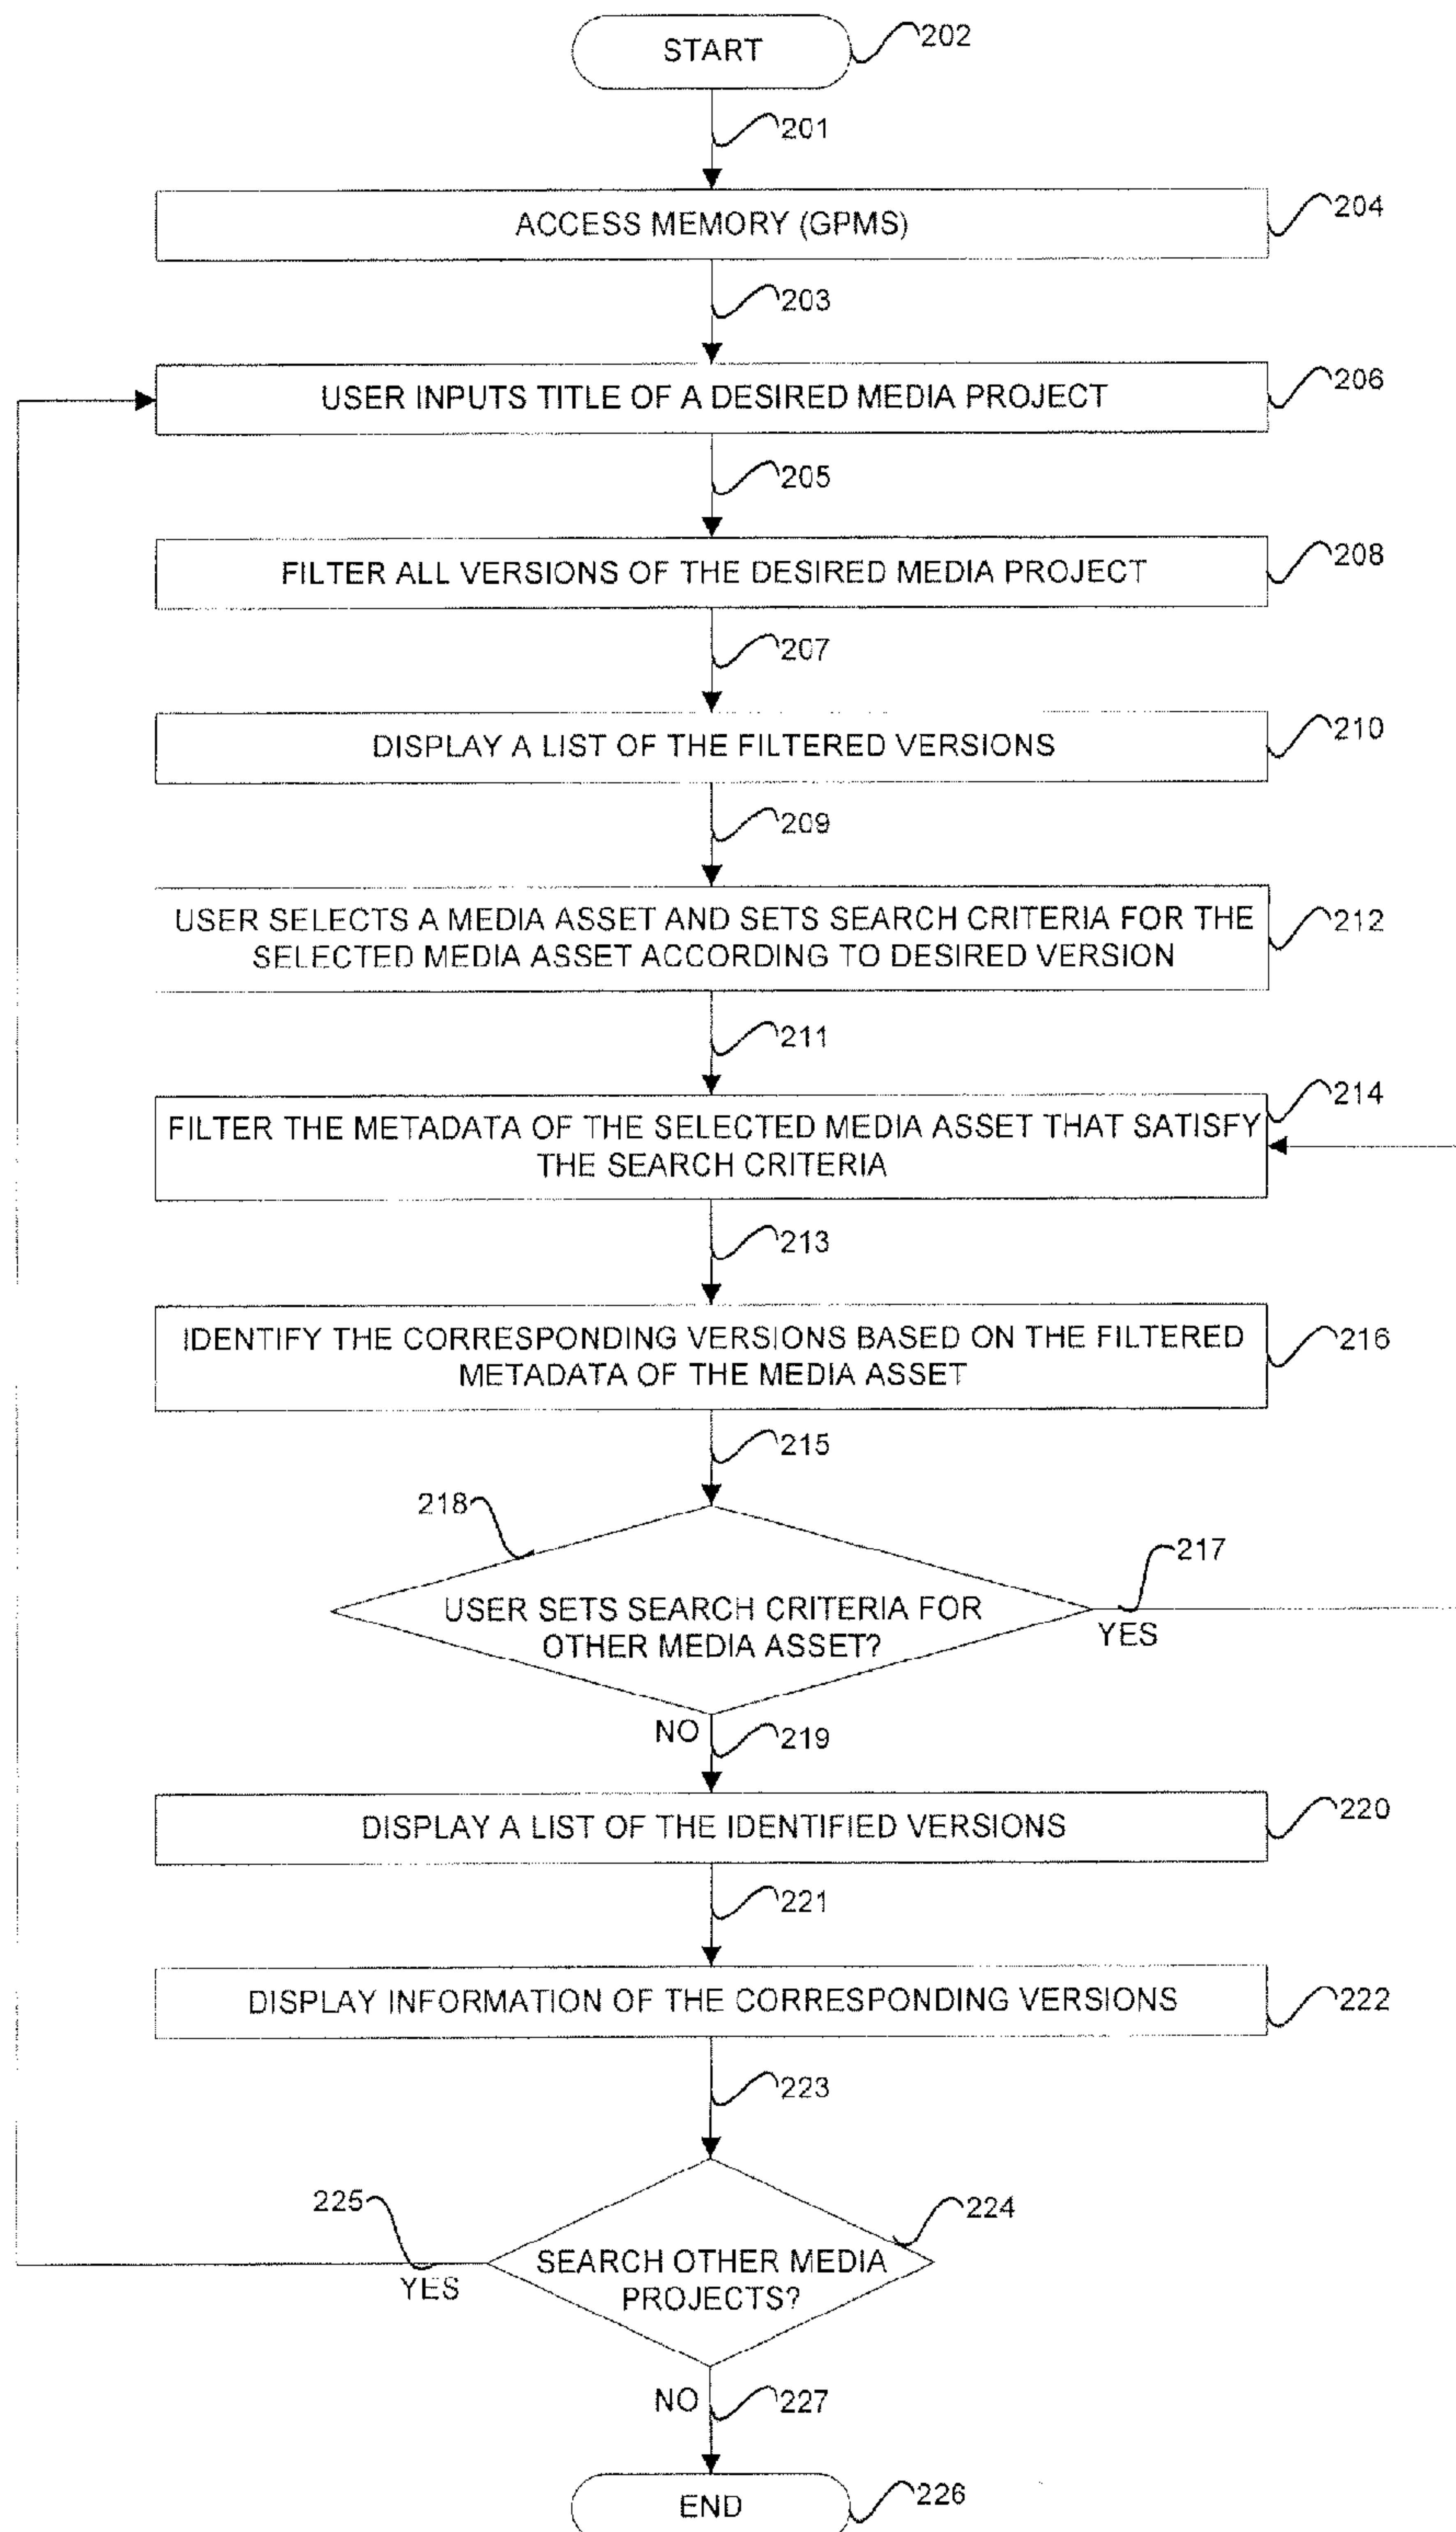 START
202
201
ACCESS MEMORY (GPMS)
204
203
USER INPUTS TITLE OF A DESIRED MEDIA PROJECT
206
205
FILTER ALL VERSIONS OF THE DESIRED MEDIA PROJECT
208
207
DISPLAY A LIST OF THE FILTERED VERSIONS
210
209
USER SELECTS A MEDIA ASSET AND SETS SEARCH CRITERIA FOR THE
SELECTED MEDIA ASSET ACCORDING TO DESIRED VERSION
212
211
FILTER THE METADATA OF THE SELECTED MEDIA ASSET THAT SATISFY
THE SEARCH CRITERIA
214
213
IDENTIFY THE CORRESPONDING VERSIONS BASED ON THE FILTERED
METADATA OF THE MEDIA ASSET
216
215
218
217
USER SETS SEARCH CRITERIA FOR
OTHER MEDIA ASSET?
YES
NO
219
DISPLAY A LIST OF THE IDENTIFIED VERSIONS
220
221
DISPLAY INFORMATION OF THE CORRESPONDING VERSIONS
222
223
225
224
SEARCH OTHER MEDIA
PROJECTS?
YES
NO
227
END
226